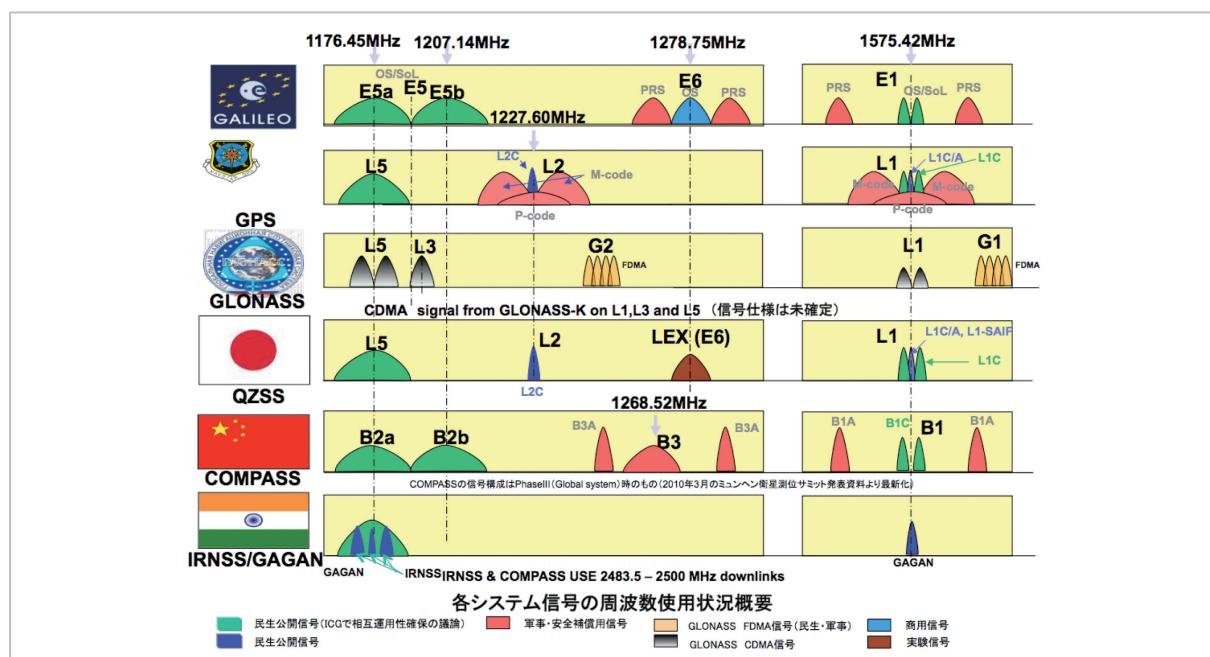 1176.45MHz 1207.14MHz 1278.75MHz 1575.42MHz
OS/SoL
E5
E5a E5b
PRS E6 PRS
OS
PRS E1 OS/SoL PRS
GALILEO
1227.60MHz
L5
L2C L2
M-code
P-code
L1 L1C/A L1C
M-code M-code
P-code
GPS
L5 L3 G2 FDMA
L1 G1 FDMA
GLONASS
CDMA signal from GLONASS-K on L1,L3 and L5 (信号仕様は未確定)
L5 L2 LEX (E6)
L1 L1C/A, L1-SAIF
L1C
L2C
QZSS
1268.52MHz
B2a B2b B3A B3 B3A
B1A B1C B1 B1A
COMPASS
COMPASSの信号構成はPhaseIII(Global system)時のもの(2010年3月のミュンヘン衛星測位サミット発表資料より最新化)
IRNSS/GAGAN
GAGAN IRNSS
GAGAN
IRNSS & COMPASS USE 2483.5 – 2500 MHz downlinks
各システム信号の周波数使用状況概要
民生公開信号(ICGで相互運用性確保の議論) 軍事・安全補償用信号 GLONASS FDMA信号(民生・軍事) 商用信号
民生公開信号 GLONASS CDMA信号 実験信号